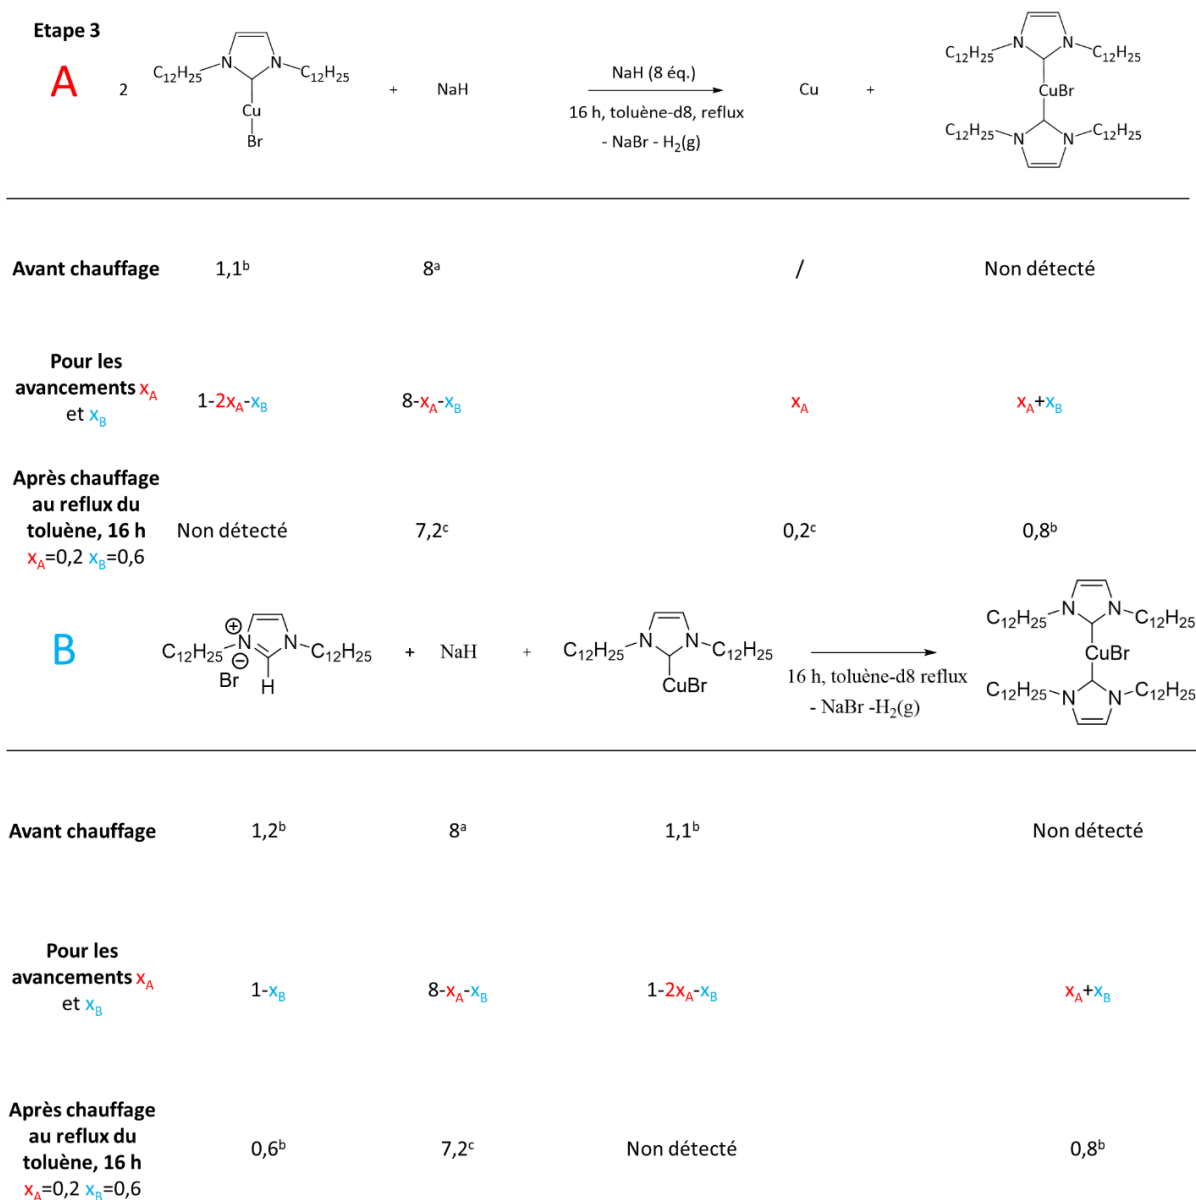 Etape 3
A
2
C12H25
N
N
C12H25
Cu
Br
+
NaH
NaH (8 éq.)
16 h, toluène-d8, reflux
- NaBr - H2(g)
Cu
+
C12H25
N
N
C12H25
CuBr
C12H25
N
N
C12H25
Avant chauffage 1,1b 8a / Non détecté
Pour les
avancements xA
et xB
1-2xA-xB 8-xA-xB xA xA+xB
Après chauffage
au reflux du
toluène, 16 h
xA=0,2 xB=0,6
Non détecté 7,2c 0,2c 0,8b
B
C12H25
N
⊕
⊖
Br
N
C12H25
H
+
NaH
+
C12H25
N
N
C12H25
CuBr
16 h, toluène-d8 reflux
- NaBr -H2(g)
C12H25
N
N
C12H25
CuBr
C12H25
N
N
C12H25
Avant chauffage 1,2b 8a 1,1b Non détecté
Pour les
avancements xA
et xB
1-xB 8-xA-xB 1-2xA-xB xA+xB
Après chauffage
au reflux du
toluène, 16 h
xA=0,2 xB=0,6
0,6b 7,2c Non détecté 0,8b